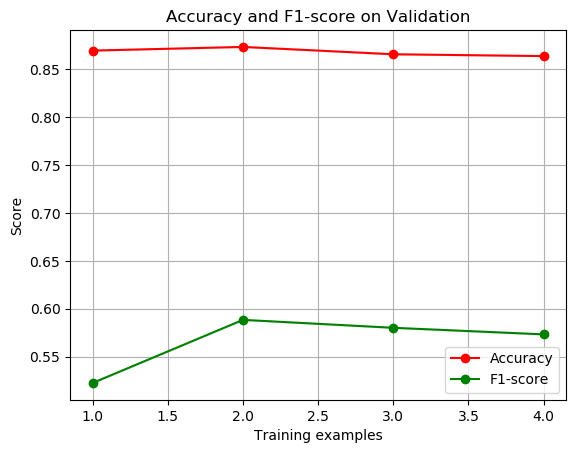 Accuracy and F1-score on Validation
Score
0.85
0.80
0.75
0.70
0.65
0.60
0.55
Accuracy
F1-score
1.0 1.5 2.0 2.5 3.0 3.5 4.0
Training examples